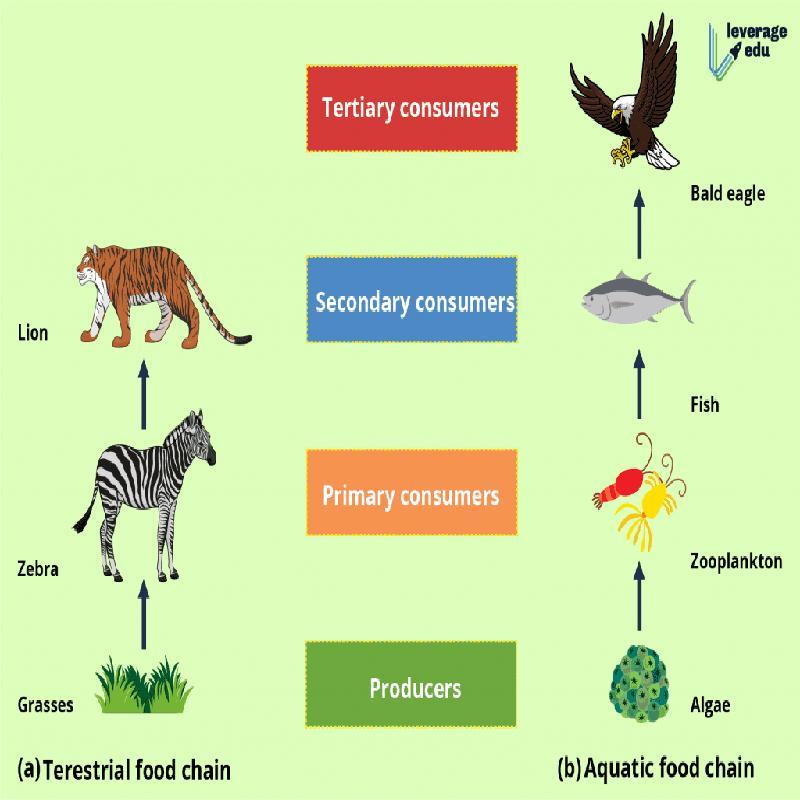 leverage
edu
Tertiary consumers
Bald eagle
Secondary consumers
Lion
Fish
Primary consumers
Zebra
Zooplankton
Producers
Grasses
Algae
(a)Terestrial food chain
(b)Aquatic food chain